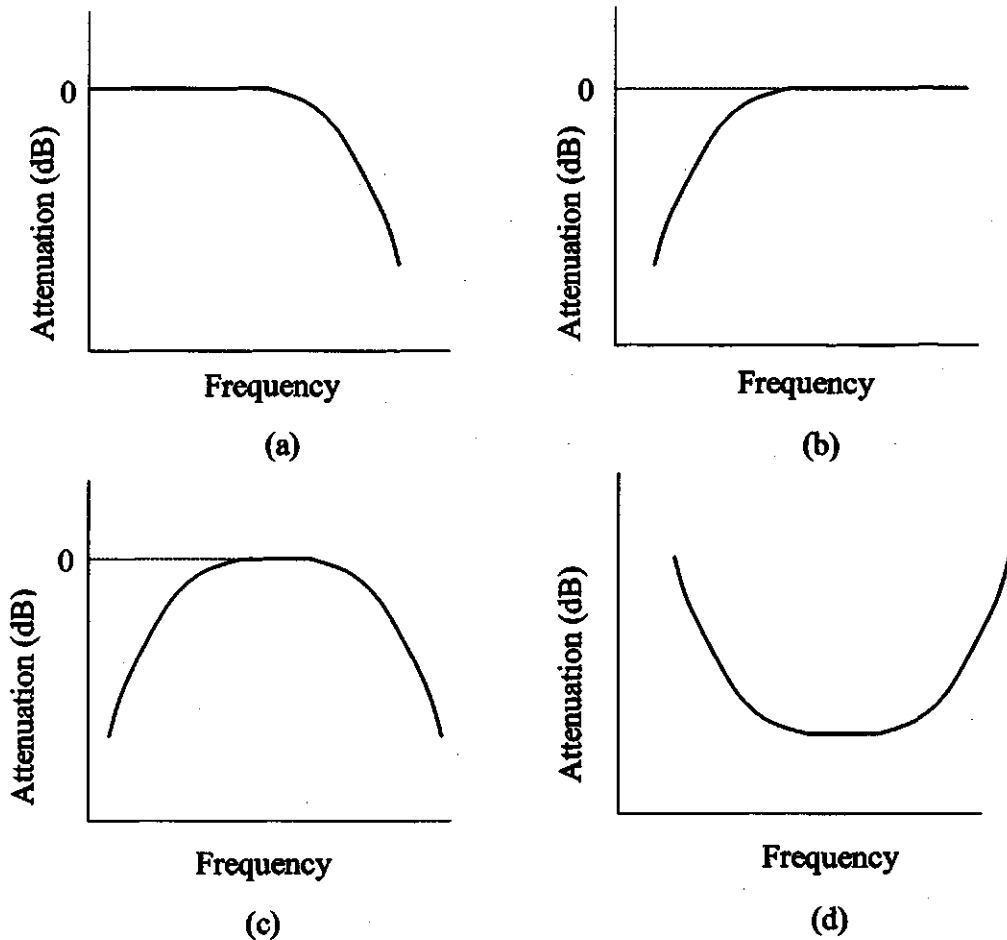 0
Attenuation (dB)
Frequency
(a)
0
Attenuation (dB)
Frequency
(b)
0
Attenuation (dB)
Frequency
(c)
Attenuation (dB)
Frequency
(d)